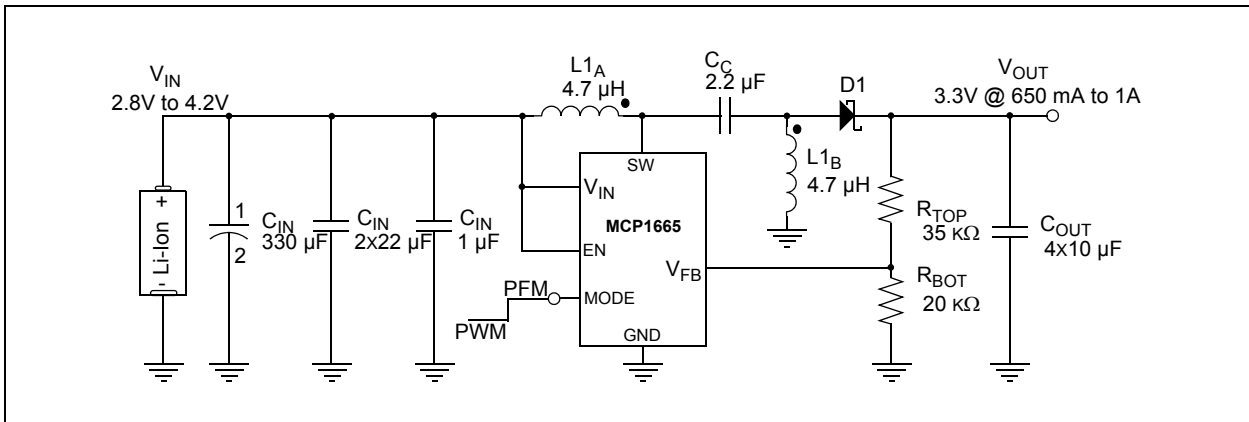 V_IN
2.8V to 4.2V
L1_A
4.7 µH
C_C
2.2 µF
D1
V_OUT
3.3V @ 650 mA to 1A
- Li-Ion +
1
2
C_IN
330 µF
C_IN
2x22 µF
C_IN
1 µF
SW
V_IN
MCP1665
EN
V_FB
MODE
GND
PFM
PWM
L1_B
4.7 µH
R_TOP
35 KΩ
R_BOT
20 KΩ
C_OUT
4x10 µF